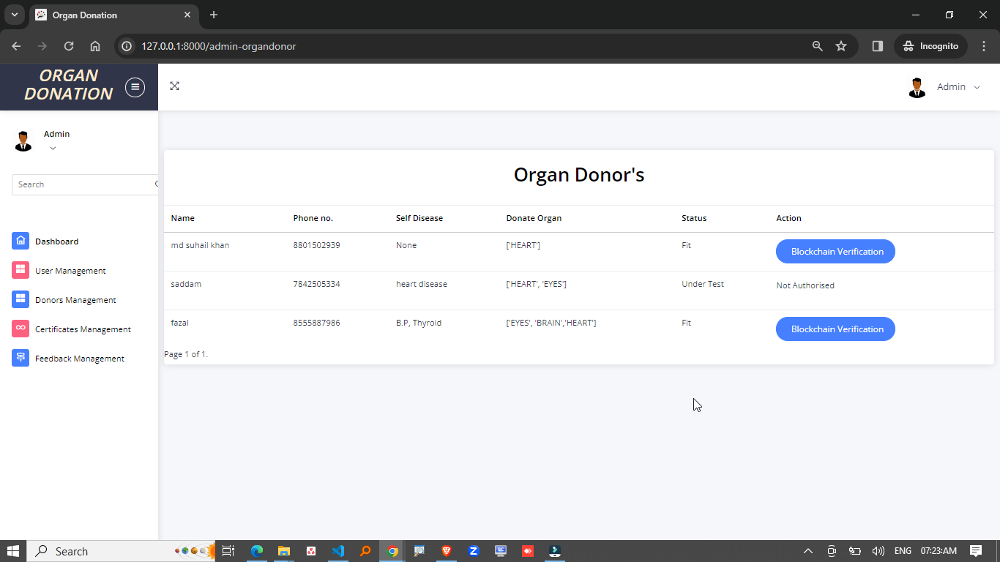 Organ Donation
127.0.0.1:8000/admin-organdonor
Incognito
ORGAN
DONATION
Admin
Admin
Search
Dashboard
User Management
Donors Management
Certificates Management
Feedback Management
Organ Donor's
Name Phone no. Self Disease Donate Organ Status Action
md suhail khan 8801502939 None ['HEART'] Fit Blockchain Verification
saddam 7842505334 heart disease ['HEART', 'EYES'] Under Test Not Authorised
fazal 8555887986 B.P, Thyroid ['EYES', 'BRAIN','HEART'] Fit Blockchain Verification
Page 1 of 1.
Search
ENG 07:23:AM